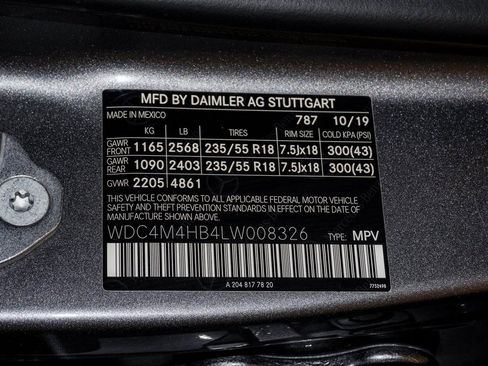 MFD BY DAIMLER AG STUTTGART
MADE IN MEXICO 787 10/19
KG LB TIRES RIM SIZE COLD KPA(PSI)
GAWR FRONT 1165 2568 235/55 R18 7.5Jx18 300(43)
GAWR REAR 1090 2403 235/55 R18 7.5Jx18 300(43)
GVWR 2205 4861
THIS VEHICLE CONFORMS TO ALL APPLICABLE FEDERAL MOTOR VEHICLE
SAFETY AND THEFT PREVENTION STANDARDS IN EFFECT ON THE
DATE OF MANUFACTURE SHOWN ABOVE.
WDC4M4HB4LW008326 TYPE: MPV
A 204 817 78 20